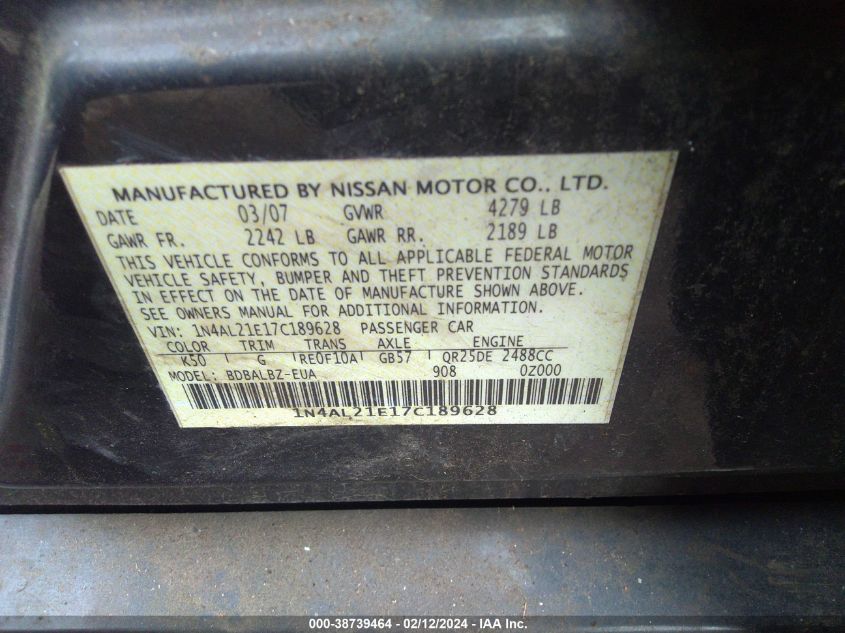 MANUFACTURED BY NISSAN MOTOR CO., LTD.
DATE 03/07 GVWR 4279 LB
GAWR FR. 2242 LB GAWR RR. 2189 LB
THIS VEHICLE CONFORMS TO ALL APPLICABLE FEDERAL MOTOR
VEHICLE SAFETY, BUMPER AND THEFT PREVENTION STANDARDS
IN EFFECT ON THE DATE OF MANUFACTURE SHOWN ABOVE.
SEE OWNERS MANUAL FOR ADDITIONAL INFORMATION.
VIN: 1N4AL21E17C189628 PASSENGER CAR
COLOR TRIM TRANS AXLE ENGINE
K50 G RE0F10A GB57 QR25DE 2488CC
MODEL: BDBALBZ-EUA 908 0Z000
1N4AL21E17C189628
000-38739464 - 02/12/2024 - IAA Inc.